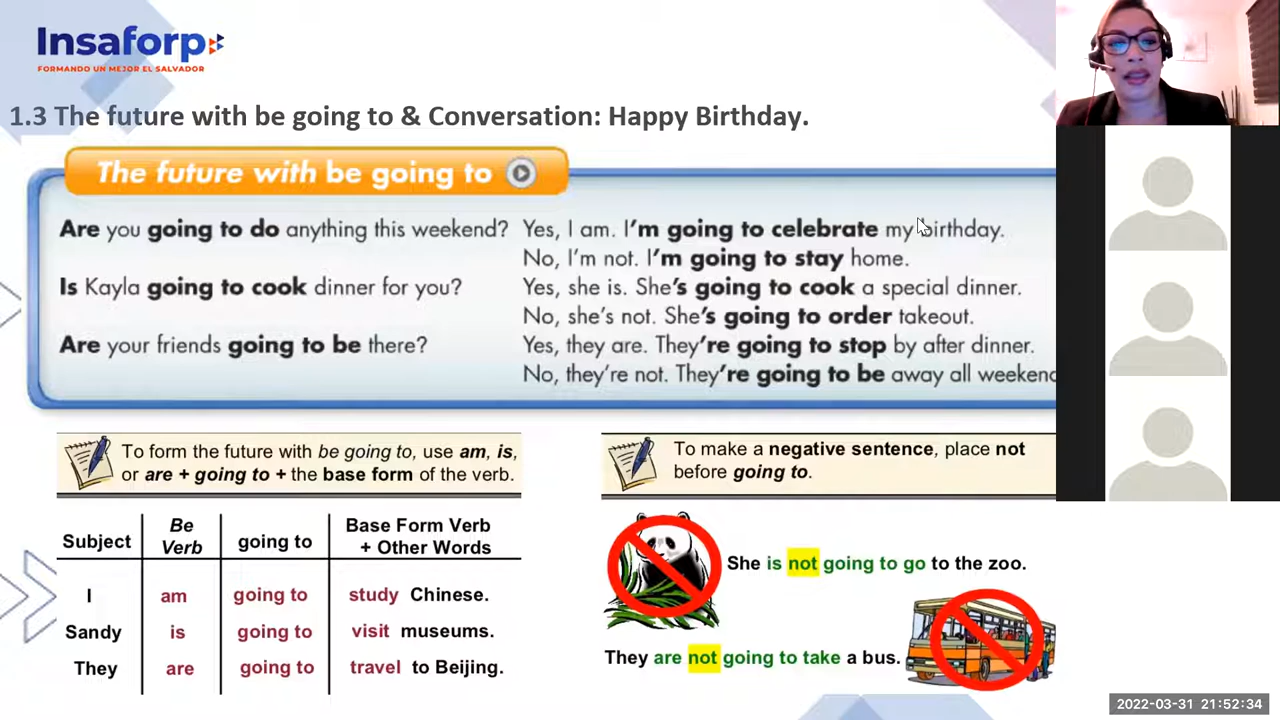 Insaforp
FORMANDO UN MEJOR EL SALVADOR
1.3 The future with be going to & Conversation: Happy Birthday.
The future with be going to
Are you going to do anything this weekend? Yes, I am. I'm going to celebrate my birthday.
No, I'm not. I'm going to stay home.
Is Kayla going to cook dinner for you? Yes, she is. She's going to cook a special dinner.
No, she's not. She's going to order takeout.
Are your friends going to be there? Yes, they are. They're going to stop by after dinner.
No, they're not. They're going to be away all weekend
To form the future with be going to, use am, is,
or are + going to + the base form of the verb.
To make a negative sentence, place not
before going to.
Subject Be Verb going to Base Form Verb + Other Words
I am going to study Chinese.
Sandy is going to visit museums.
They are going to travel to Beijing.
She is not going to go to the zoo.
They are not going to take a bus.
2022-03-31 21:52:34